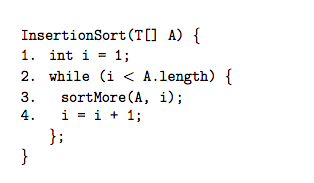 InsertionSort(T[] A) {
1. int i = 1;
2. while (i < A.length) {
3. sortMore(A, i);
4. i = i + 1;
};
}